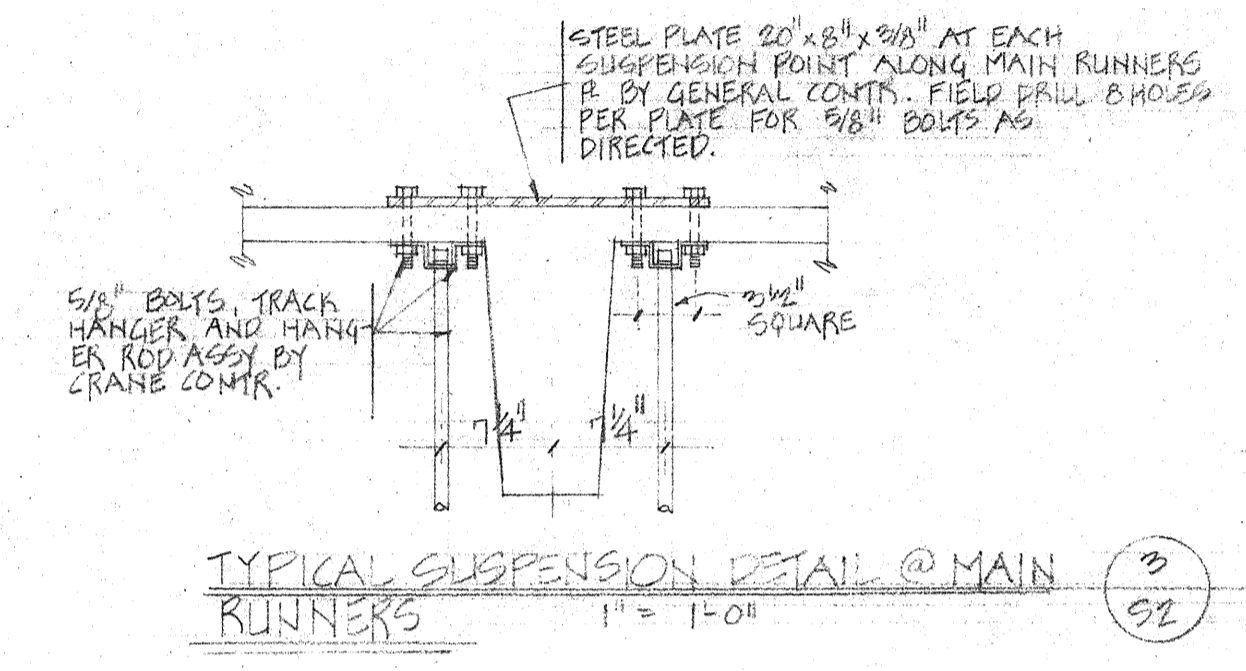 STEEL PLATE 20"x8"x3/8" AT EACH
SUSPENSION POINT ALONG MAIN RUNNERS
PL BY GENERAL CONTR. FIELD DRILL 8 HOLES
PER PLATE FOR 5/8" BOLTS AS
DIRECTED.
5/8" BOLTS, TRACK
HANGER AND HANG-
ER ROD ASSY BY
CRANE CONTR.
3 1/2"
SQUARE
7 1/4" 7 1/4"
TYPICAL SUSPENSION DETAIL @ MAIN
RUNNERS 1" = 1'-0"
3
S2